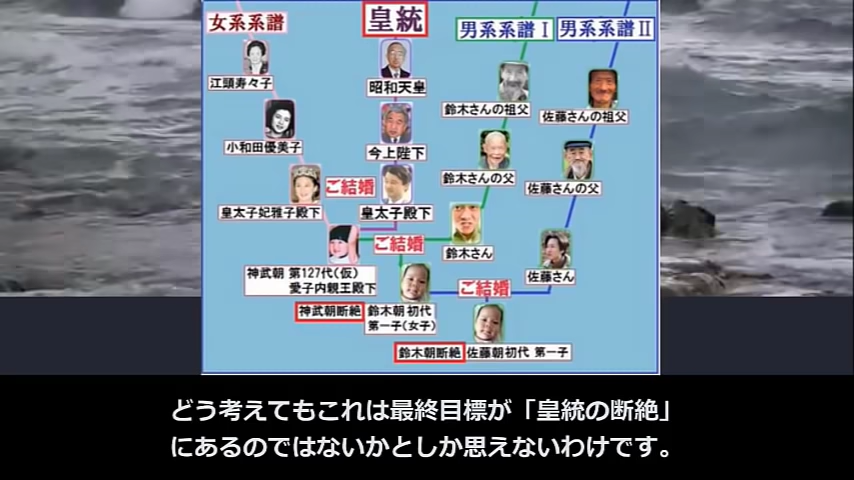 女系系譜
皇統
男系系譜Ⅰ
男系系譜Ⅱ
江頭寿々子
昭和天皇
鈴木さんの祖父
佐藤さんの祖父
小和田優美子
今上陛下
鈴木さんの父
佐藤さんの父
ご結婚
皇太子妃雅子殿下
皇太子殿下
ご結婚
鈴木さん
佐藤さん
神武朝 第127代(仮)
愛子内親王殿下
ご結婚
神武朝断絶
鈴木朝 初代
第一子(女子)
鈴木朝断絶
佐藤朝初代 第一子
どう考えてもこれは最終目標が「皇統の断絶」
にあるのではないかとしか思えないわけです。